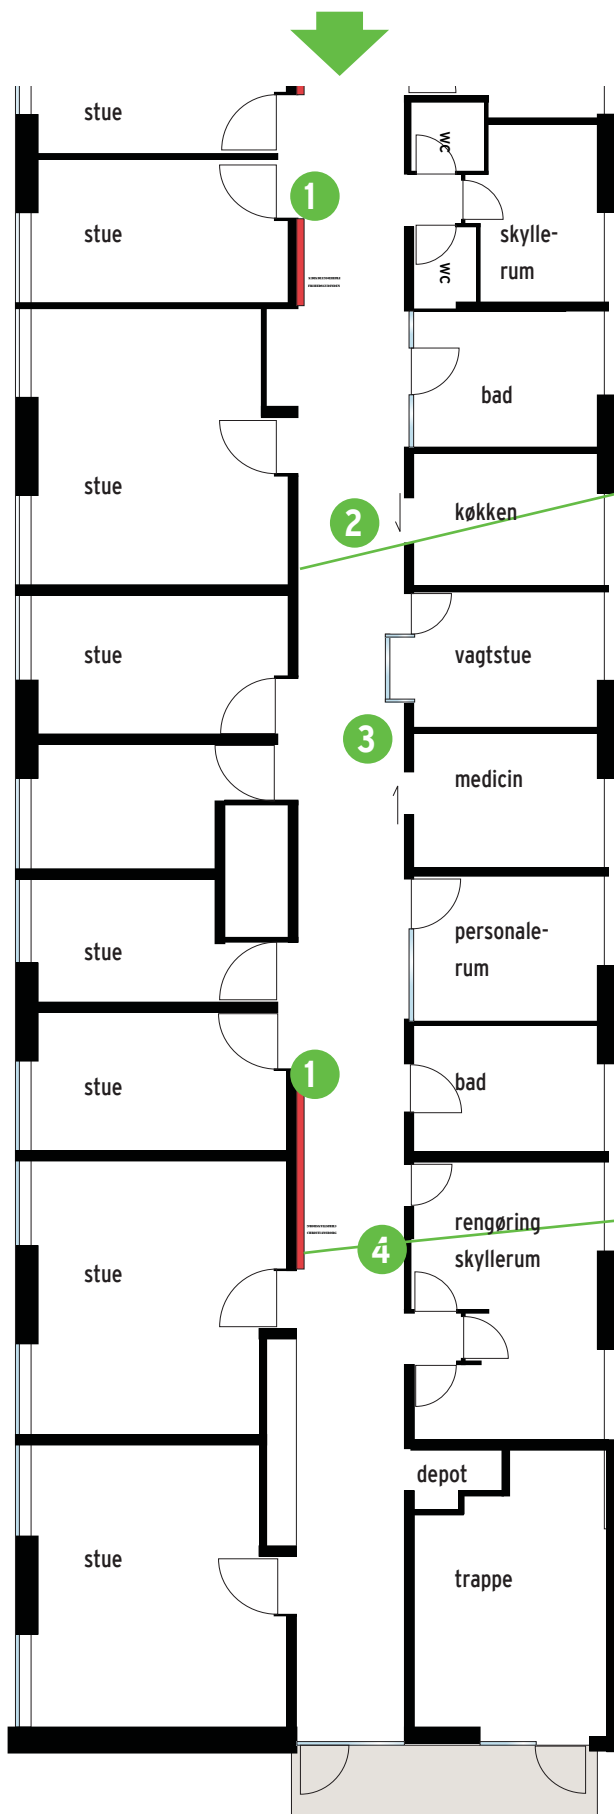 stue
WC
1
stue
skylle-
rum
WC
bad
stue
2
køkken
stue
vagtstue
3
medicin
stue
personale-
rum
1
stue
bad
rengøring
4
skyllerum
stue
depot
stue
trappe